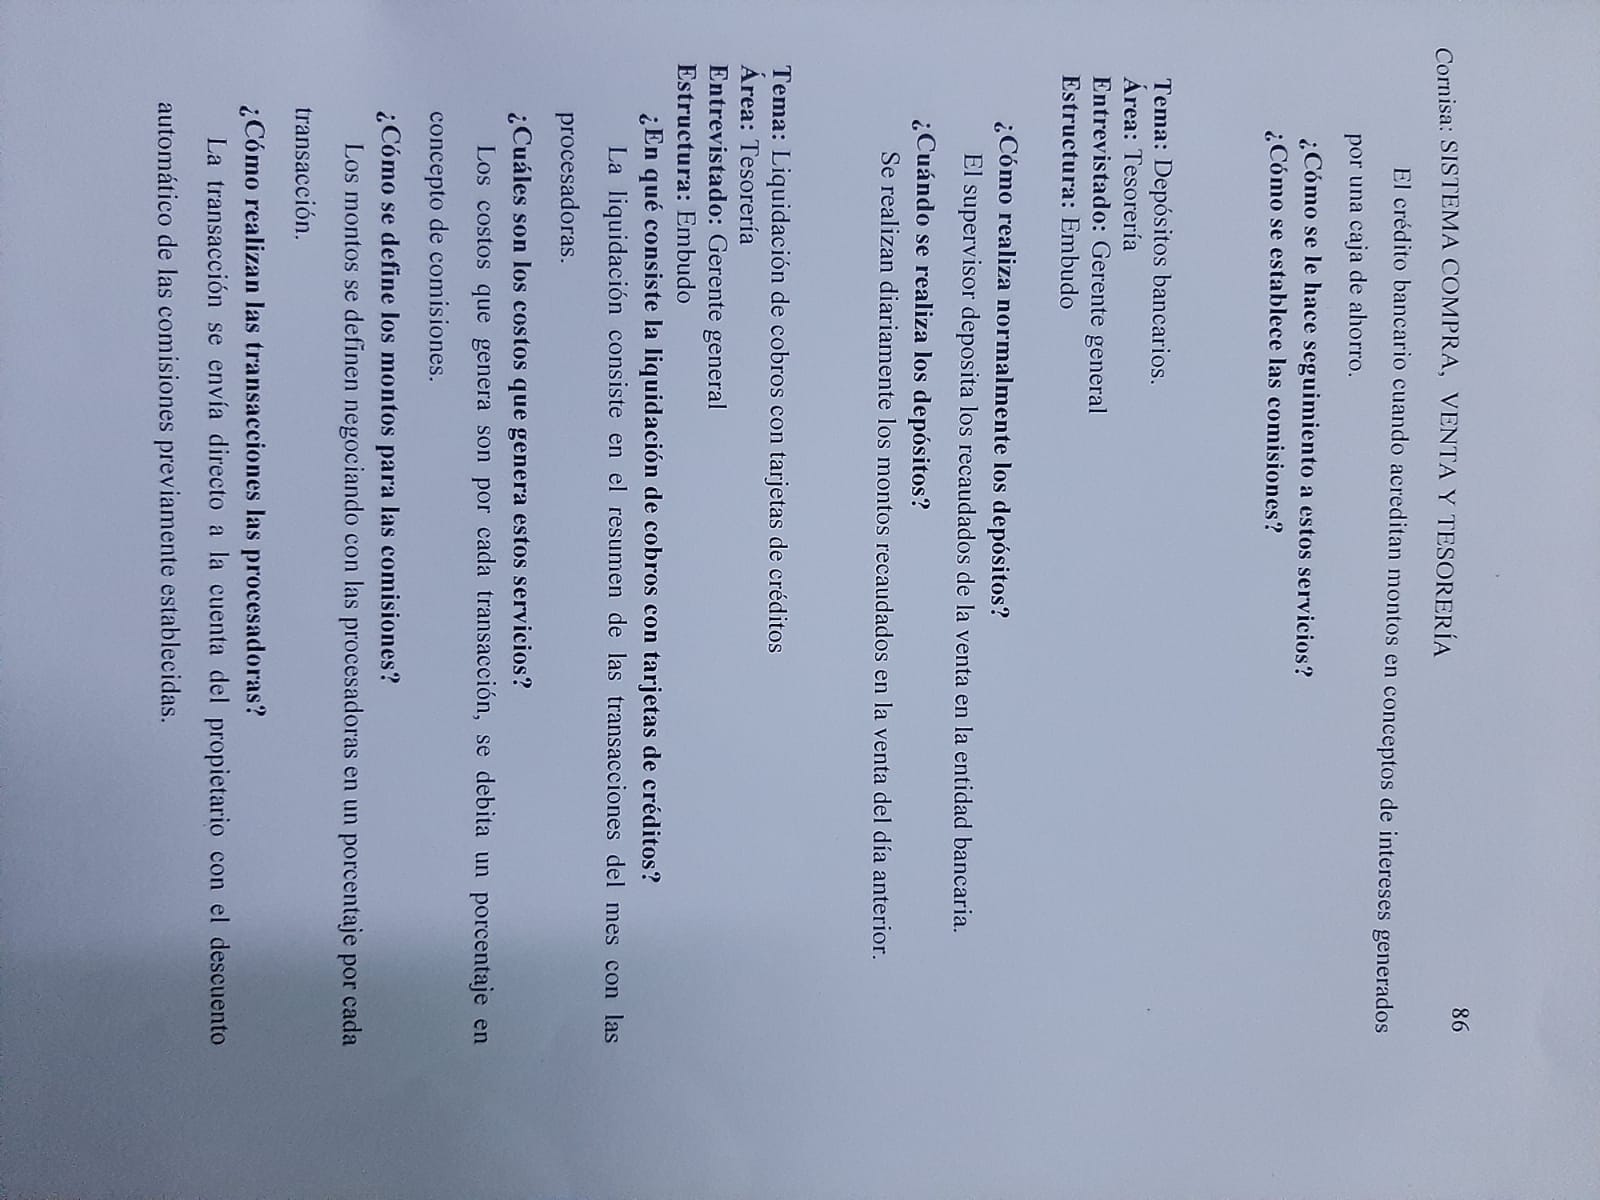 Cornisa: SISTEMA COMPRA, VENTA Y TESORERÍA 86
El crédito bancario cuando acreditan montos en conceptos de intereses generados
por una caja de ahorro.
¿Cómo se le hace seguimiento a estos servicios?
¿Cómo se establece las comisiones?
Tema: Depósitos bancarios.
Área: Tesorería
Entrevistado: Gerente general
Estructura: Embudo
¿Cómo realiza normalmente los depósitos?
El supervisor deposita los recaudados de la venta en la entidad bancaria.
¿Cuándo se realiza los depósitos?
Se realizan diariamente los montos recaudados en la venta del día anterior.
Tema: Liquidación de cobros con tarjetas de créditos
Área: Tesorería
Entrevistado: Gerente general
Estructura: Embudo
¿En qué consiste la liquidación de cobros con tarjetas de créditos?
La liquidación consiste en el resumen de las transacciones del mes con las
procesadoras.
¿Cuáles son los costos que genera estos servicios?
Los costos que genera son por cada transacción, se debita un porcentaje en
concepto de comisiones.
¿Cómo se define los montos para las comisiones?
Los montos se definen negociando con las procesadoras en un porcentaje por cada
transacción.
¿Cómo realizan las transacciones las procesadoras?
La transacción se envía directo a la cuenta del propietario con el descuento
automático de las comisiones previamente establecidas.